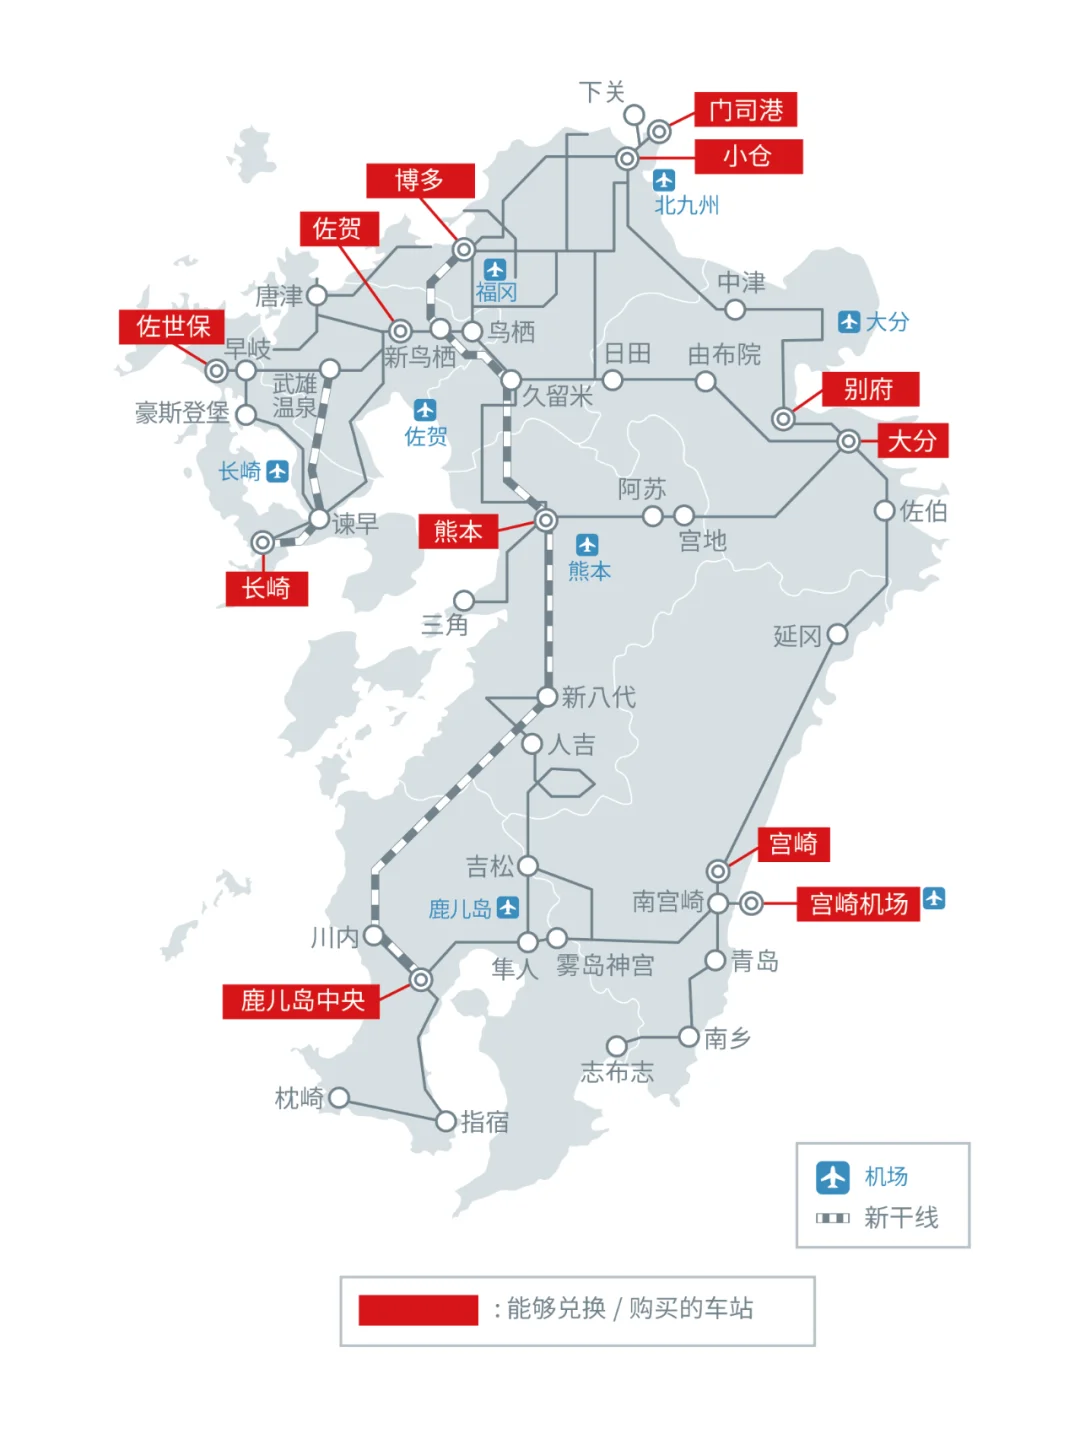 下关
门司港
小仓
北九州
博多
佐贺
福冈
唐津
中津
大分
佐世保
早岐
鸟栖
新鸟栖
日田
由布院
武雄
温泉
久留米
别府
豪斯登堡
佐贺
大分
长崎
阿苏
佐伯
谏早
熊本
宫地
熊本
长崎
三角
延冈
新八代
人吉
宫崎
吉松
南宫崎
宫崎机场
鹿儿岛
川内
隼人
雾岛神宫
青岛
鹿儿岛中央
南乡
志布志
枕崎
指宿
机场
新干线
: 能够兑换 / 购买的车站